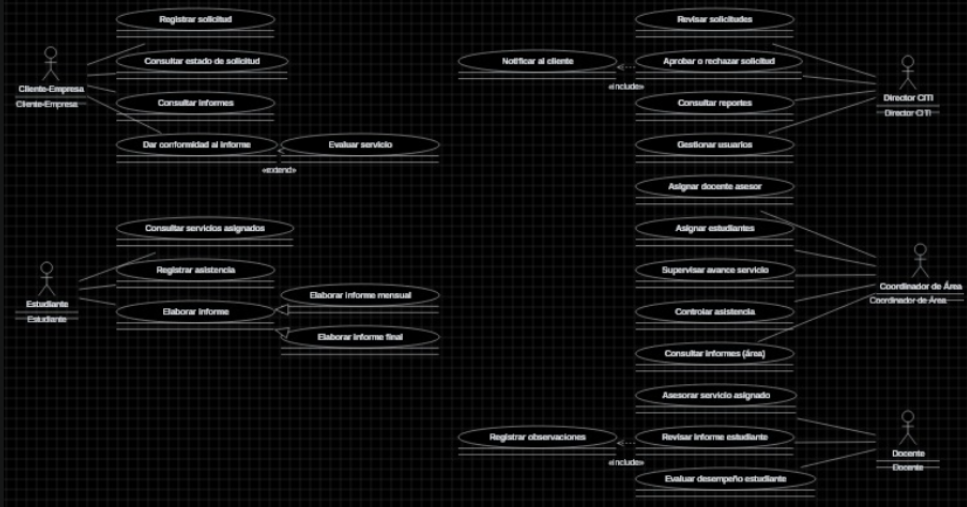 Registrar solicitud
Consultar estado de solicitud
Cliente-Empresa
Cliente-Empresa
Consultar informes
Dar conformidad al informe
Evaluar servicio
«extend»
Consultar servicios asignados
Registrar asistencia
Estudiante
Estudiante
Elaborar informe
Elaborar informe mensual
Elaborar informe final
Revisar solicitudes
Notificar al cliente
Aprobar o rechazar solicitud
«include»
Consultar reportes
Director CITI
Director CITI
Gestionar usuarios
Asignar docente asesor
Asignar estudiantes
Supervisar avance servicio
Coordinador de Área
Coordinador de Área
Controlar asistencia
Consultar informes (área)
Asesorar servicio asignado
Registrar observaciones
Revisar informe estudiante
«include»
Docente
Docente
Evaluar desempeño estudiante